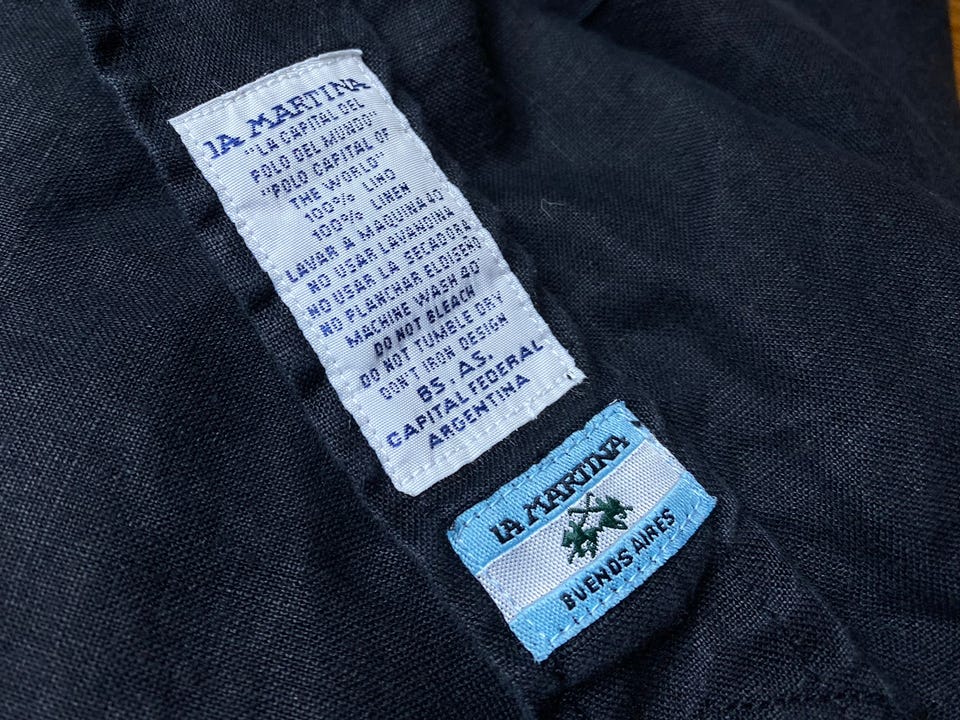 LA MARTINA
"LA CAPITAL DEL
POLO DEL MUNDO"
"POLO CAPITAL OF
THE WORLD"
100% LINO
100% LINEN
LAVAR A MAQUINA 40
NO USAR LAVANDINA
NO USAR LA SECADORA
NO PLANCHAR ELDISENO
MACHINE WASH 40
DO NOT BLEACH
DO NOT TUMBLE DRY
DON'T IRON DESIGN
BS. AS.
CAPITAL FEDERAL
ARGENTINA
LA MARTINA
BUENOS AIRES